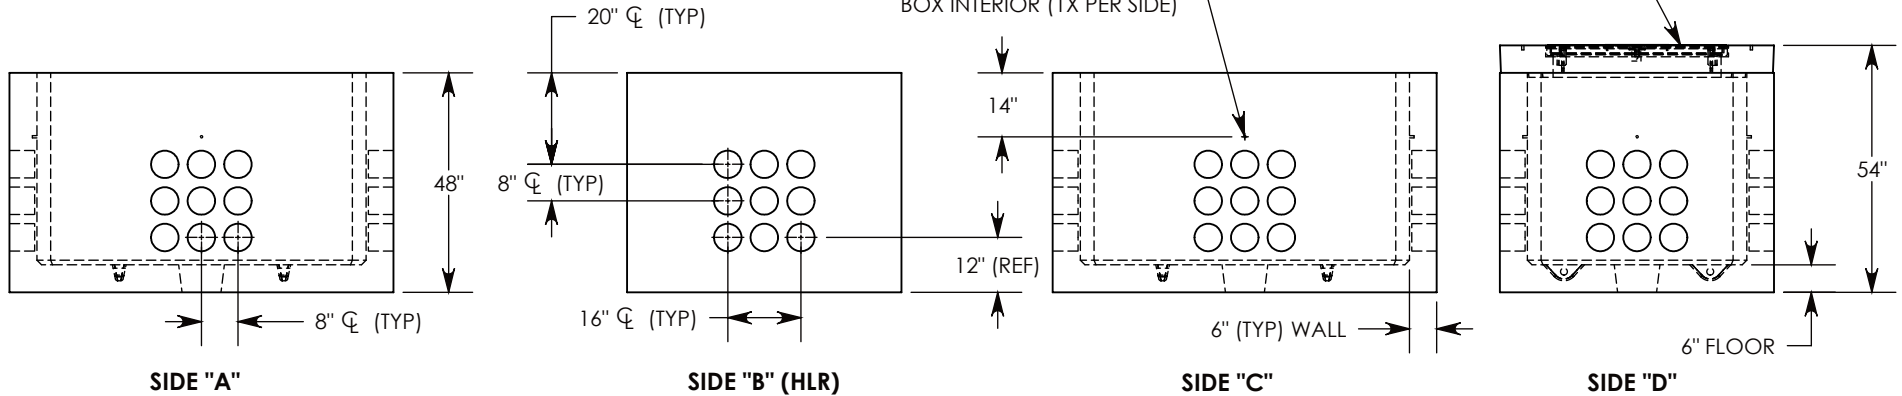 20" ℄ (TYP)
BOX INTERIOR (1X PER SIDE)
48"
8" ℄ (TYP)
8" ℄ (TYP)
12" (REF)
16" ℄ (TYP)
14"
6" (TYP) WALL
54"
6" FLOOR
SIDE "A"
SIDE "B" (HLR)
SIDE "C"
SIDE "D"